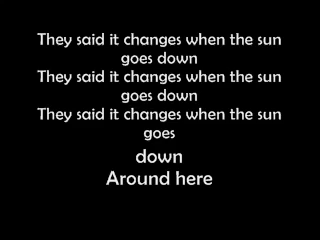 They said it changes when the sun
goes down
They said it changes when the sun
goes down
They said it changes when the sun
goes
down
Around here